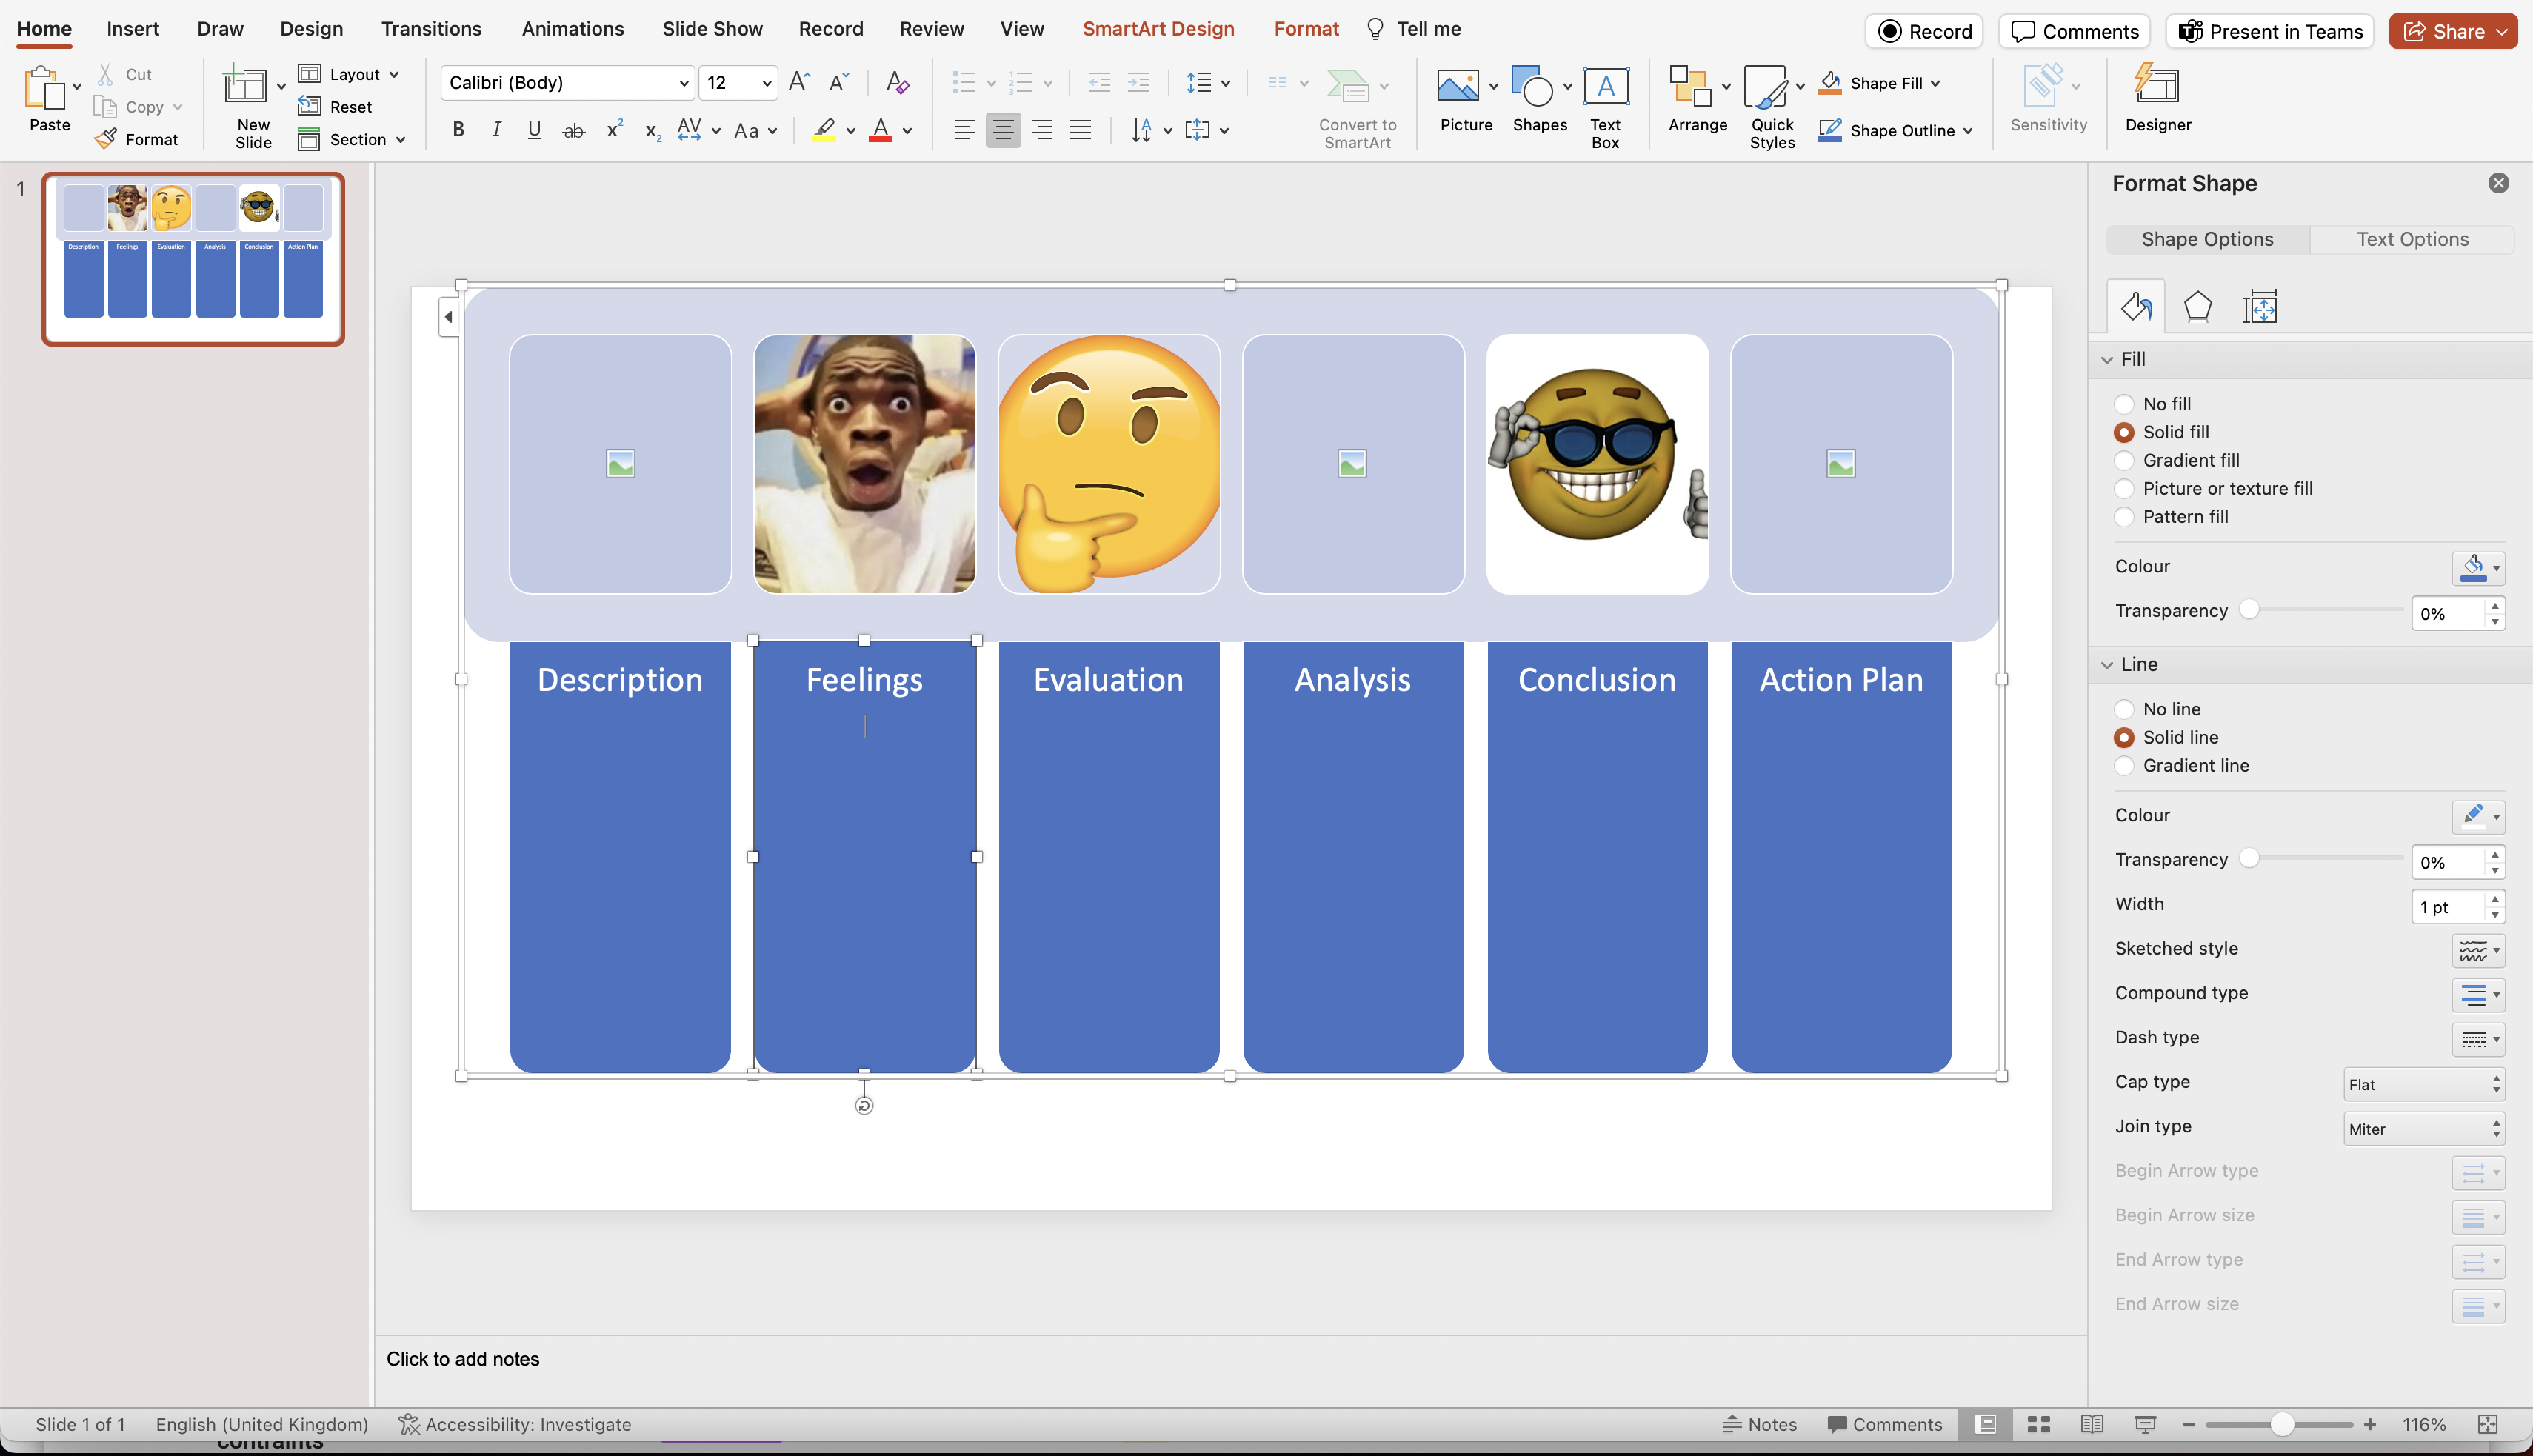 Home Insert Draw Design Transitions Animations Slide Show Record Review View SmartArt Design Format Tell me Record Comments Present in Teams Share
Paste Cut Copy Format
New Slide Layout Reset Section
Calibri (Body) 12
B I U ab x² x₂ AV Aa A
Convert to SmartArt
Picture Shapes Text Box
Arrange Quick Styles Shape Fill Shape Outline
Sensitivity Designer
1
Description Feelings Evaluation Analysis Conclusion Action Plan
Description Feelings Evaluation Analysis Conclusion Action Plan
Format Shape
Shape Options Text Options
Fill
No fill
Solid fill
Gradient fill
Picture or texture fill
Pattern fill
Colour
Transparency 0%
Line
No line
Solid line
Gradient line
Colour
Transparency 0%
Width 1 pt
Sketched style
Compound type
Dash type
Cap type Flat
Join type Miter
Begin Arrow type
Begin Arrow size
End Arrow type
End Arrow size
Click to add notes
Slide 1 of 1 English (United Kingdom) Accessibility: Investigate Notes Comments 116%
contraints